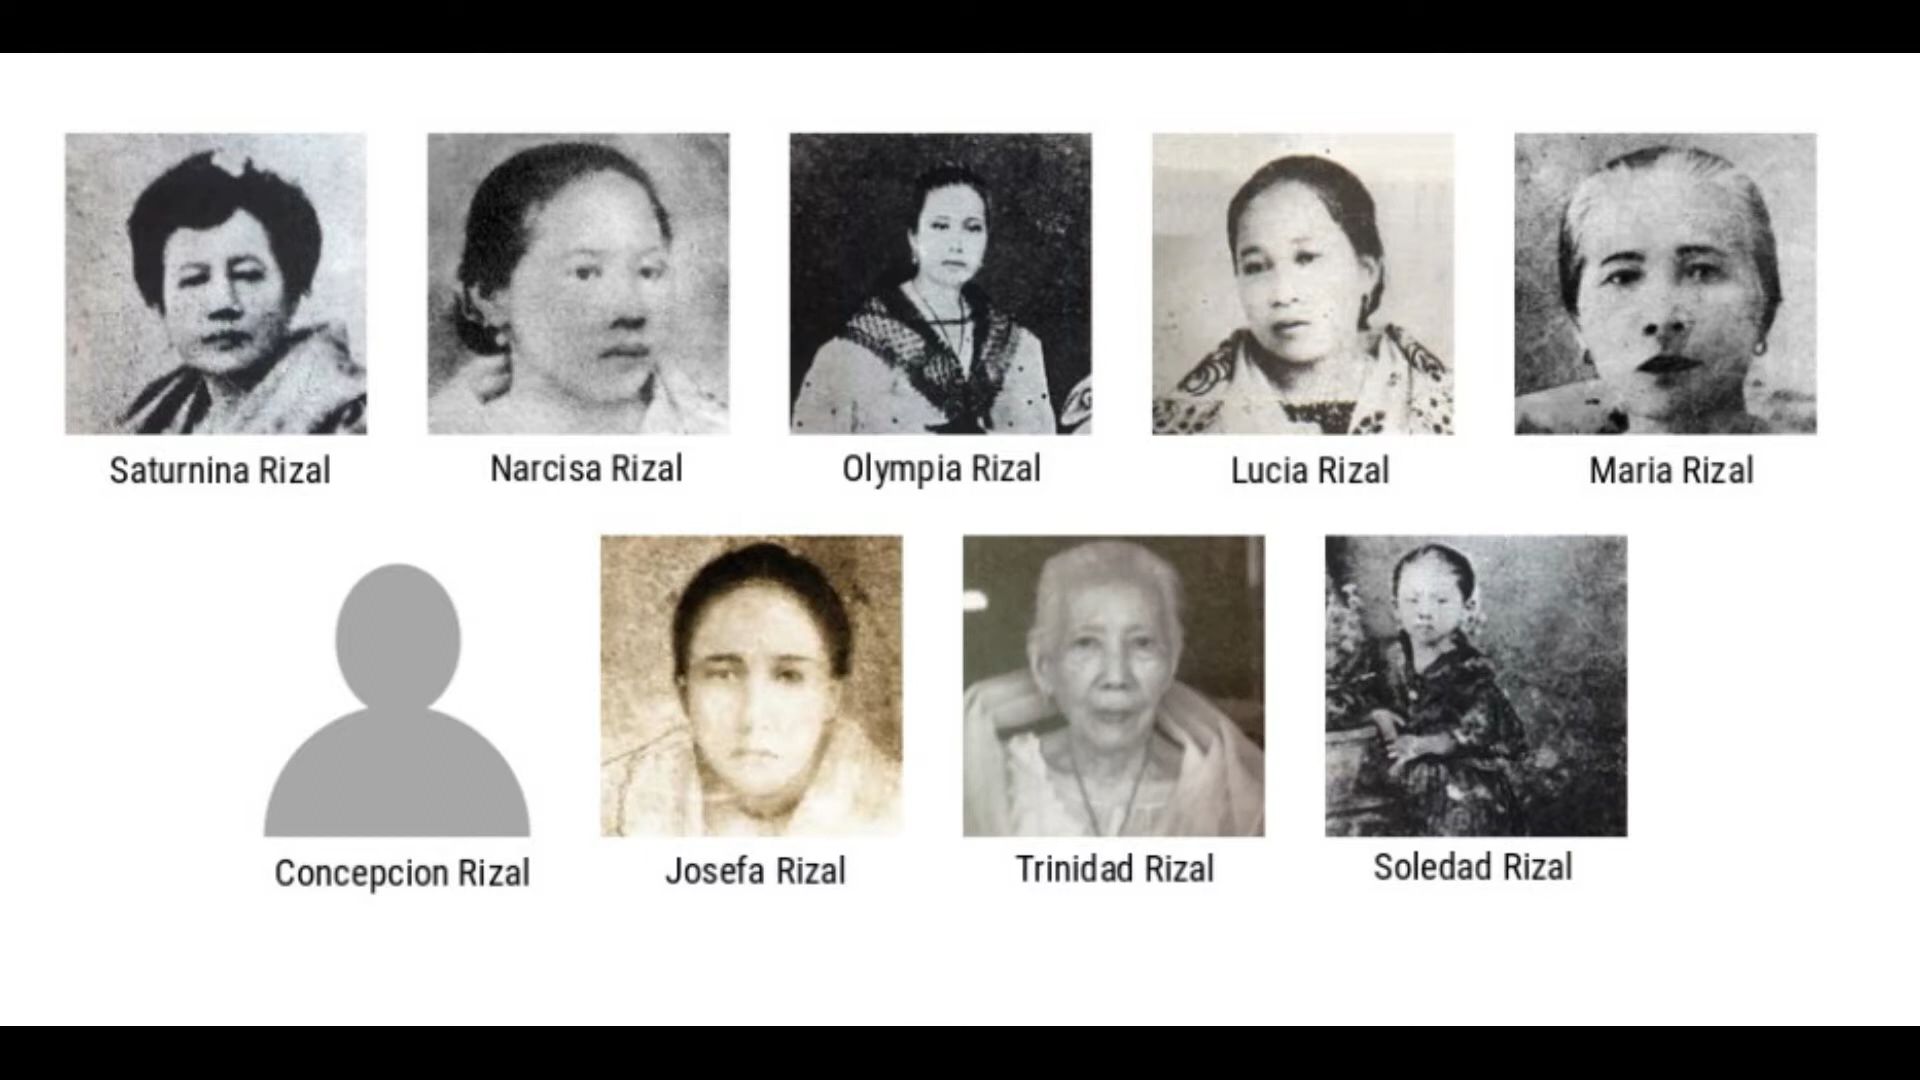 Saturnina Rizal
Narcisa Rizal
Olympia Rizal
Lucia Rizal
Maria Rizal
Concepcion Rizal
Josefa Rizal
Trinidad Rizal
Soledad Rizal